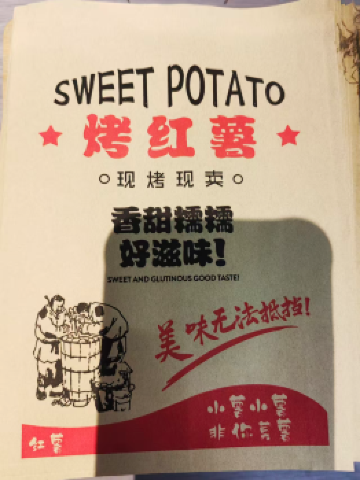 SWEET POTATO
★烤红薯★
○现烤现卖○
香甜糯糯
好滋味!
SWEET AND GLUTINOUS GOOD TASTE!
美味无法抵挡!
小薯小薯
非你莫薯
红薯